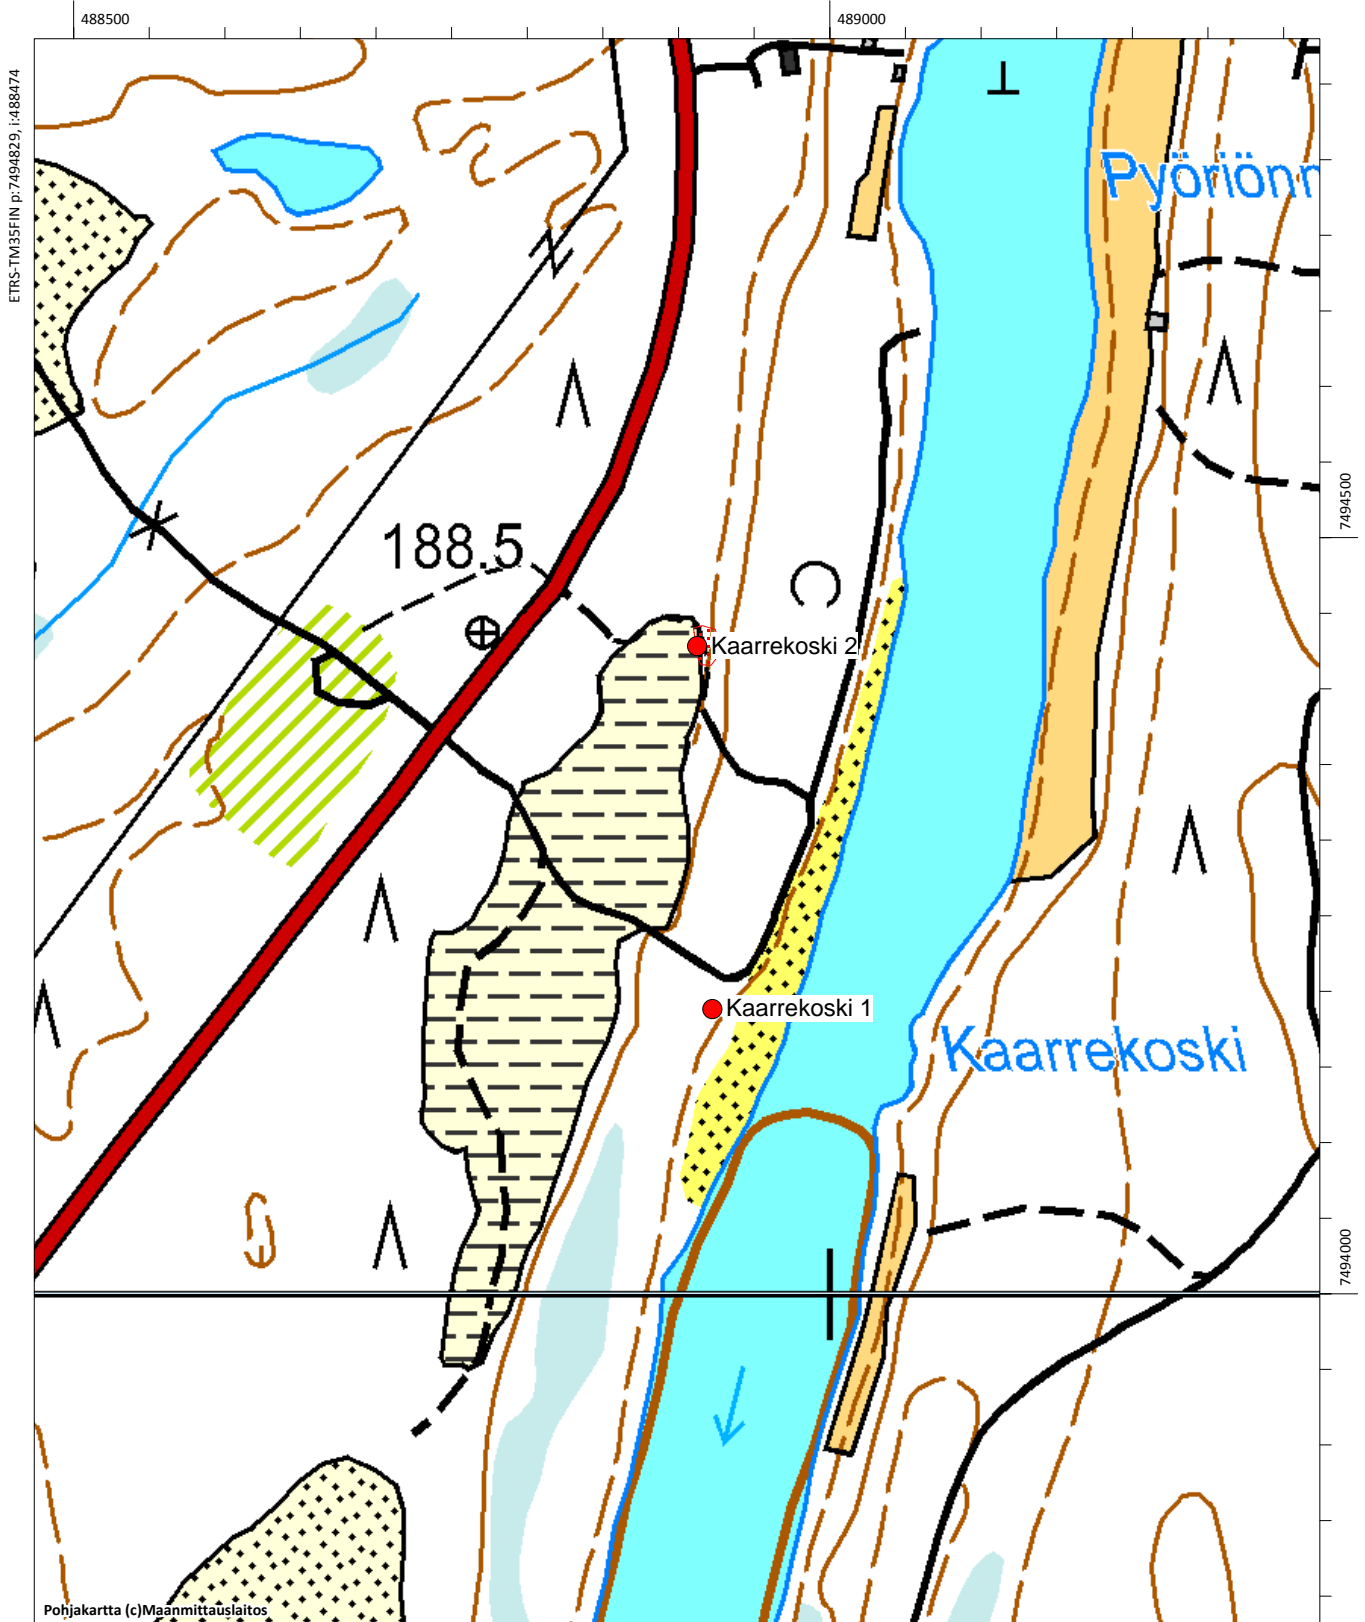 488500
489000
ETRS-TM35FIN p:7494829, i:488474
Pyöriönn
7494500
188.5
Kaarrekoski 2
Kaarrekoski 1
Kaarrekoski
7494000
Pohjakartta (c)Maanmittauslaitos